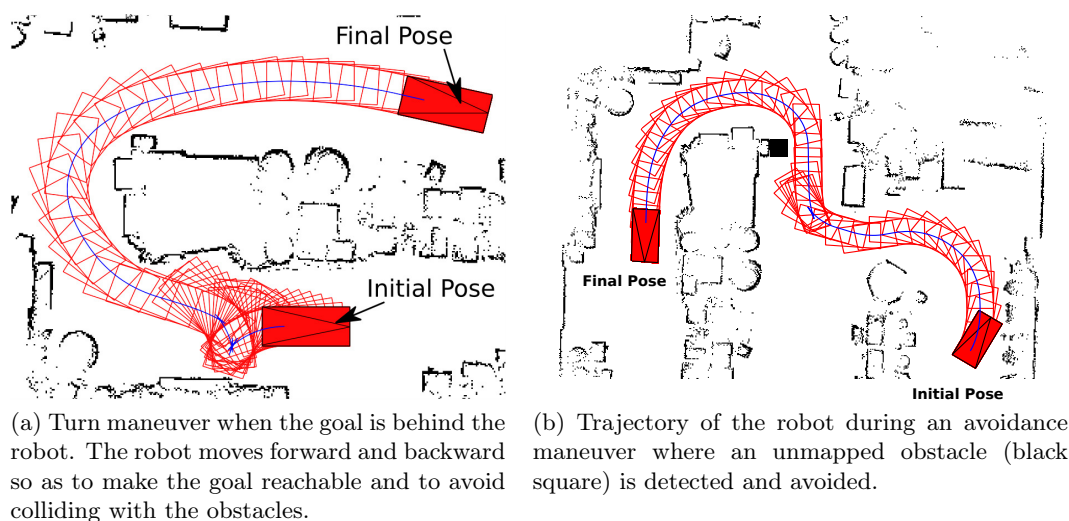 Final Pose
Initial Pose
(a) Turn maneuver when the goal is behind the
robot. The robot moves forward and backward
so as to make the goal reachable and to avoid
colliding with the obstacles.
Final Pose
Initial Pose
(b) Trajectory of the robot during an avoidance
maneuver where an unmapped obstacle (black
square) is detected and avoided.